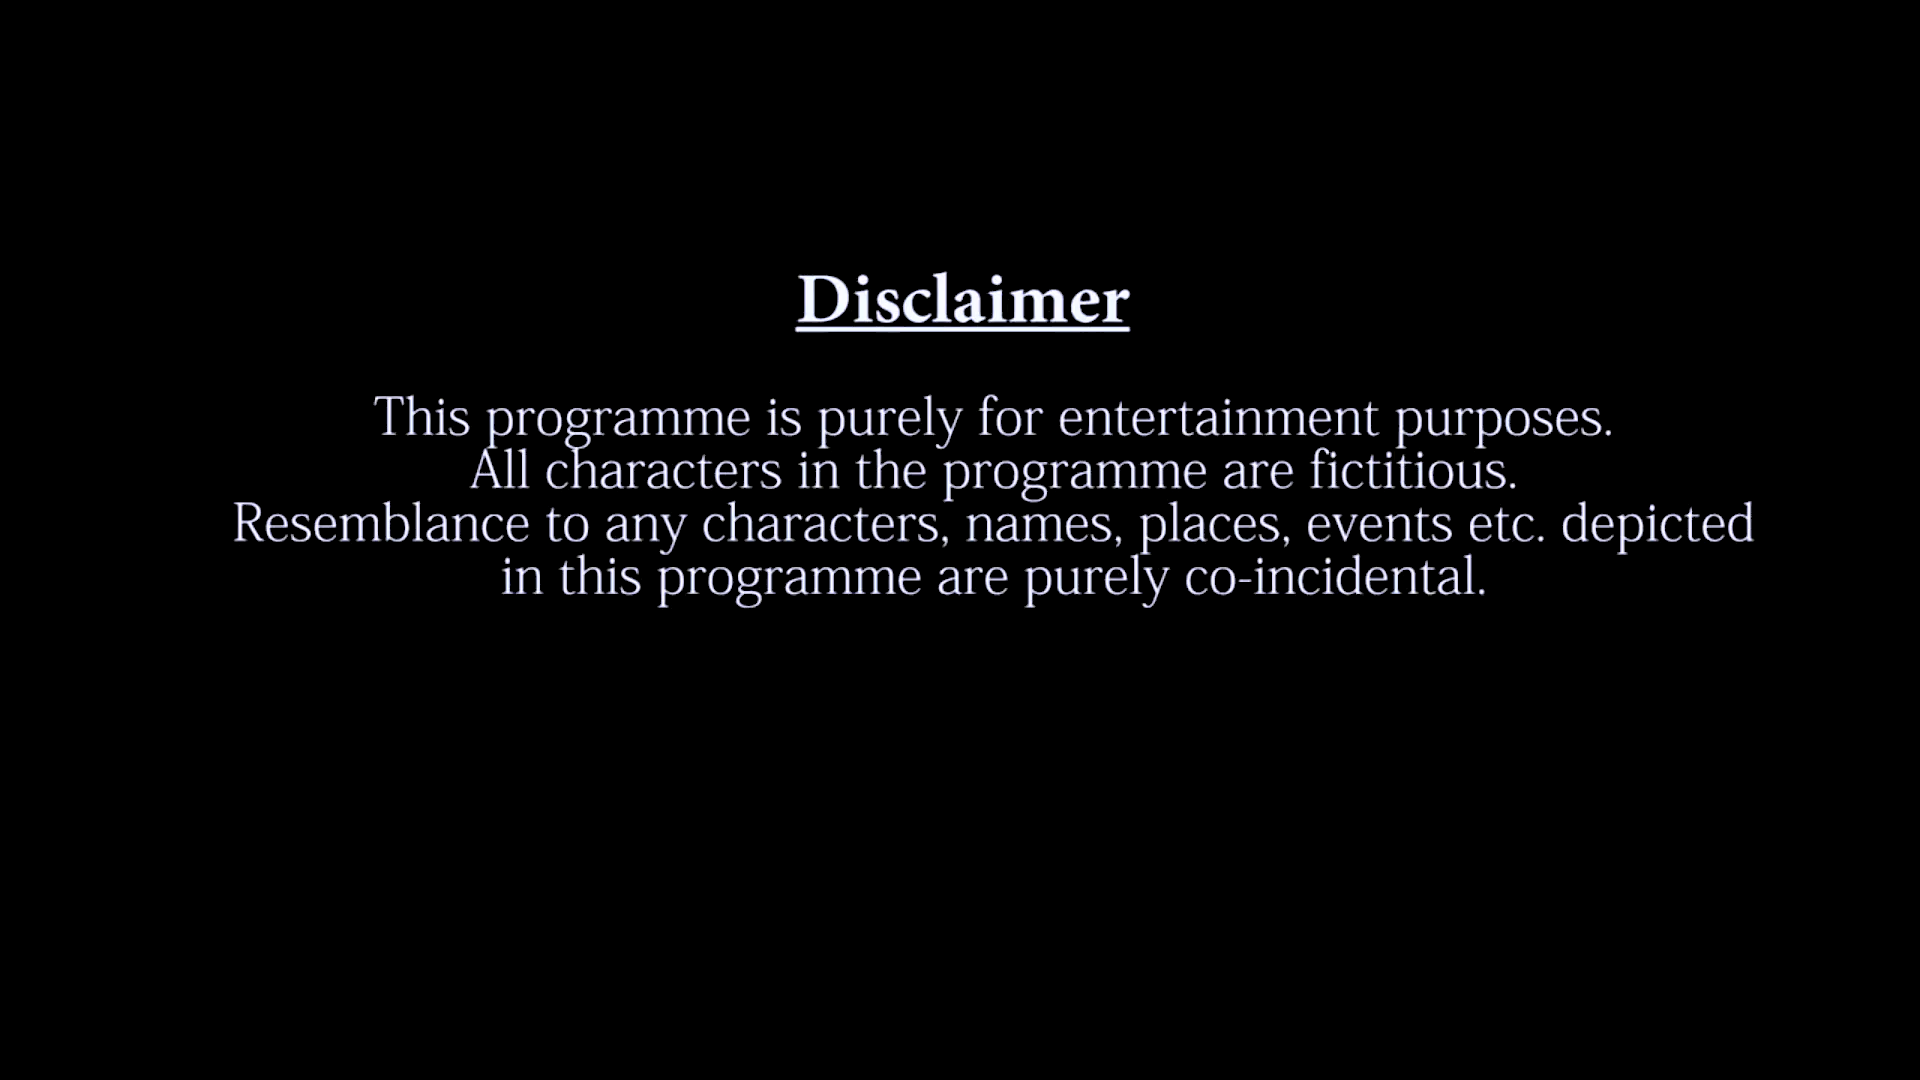 Disclaimer
This programme is purely for entertainment purposes.
All characters in the programme are fictitious.
Resemblance to any characters, names, places, events etc. depicted
in this programme are purely co-incidental.